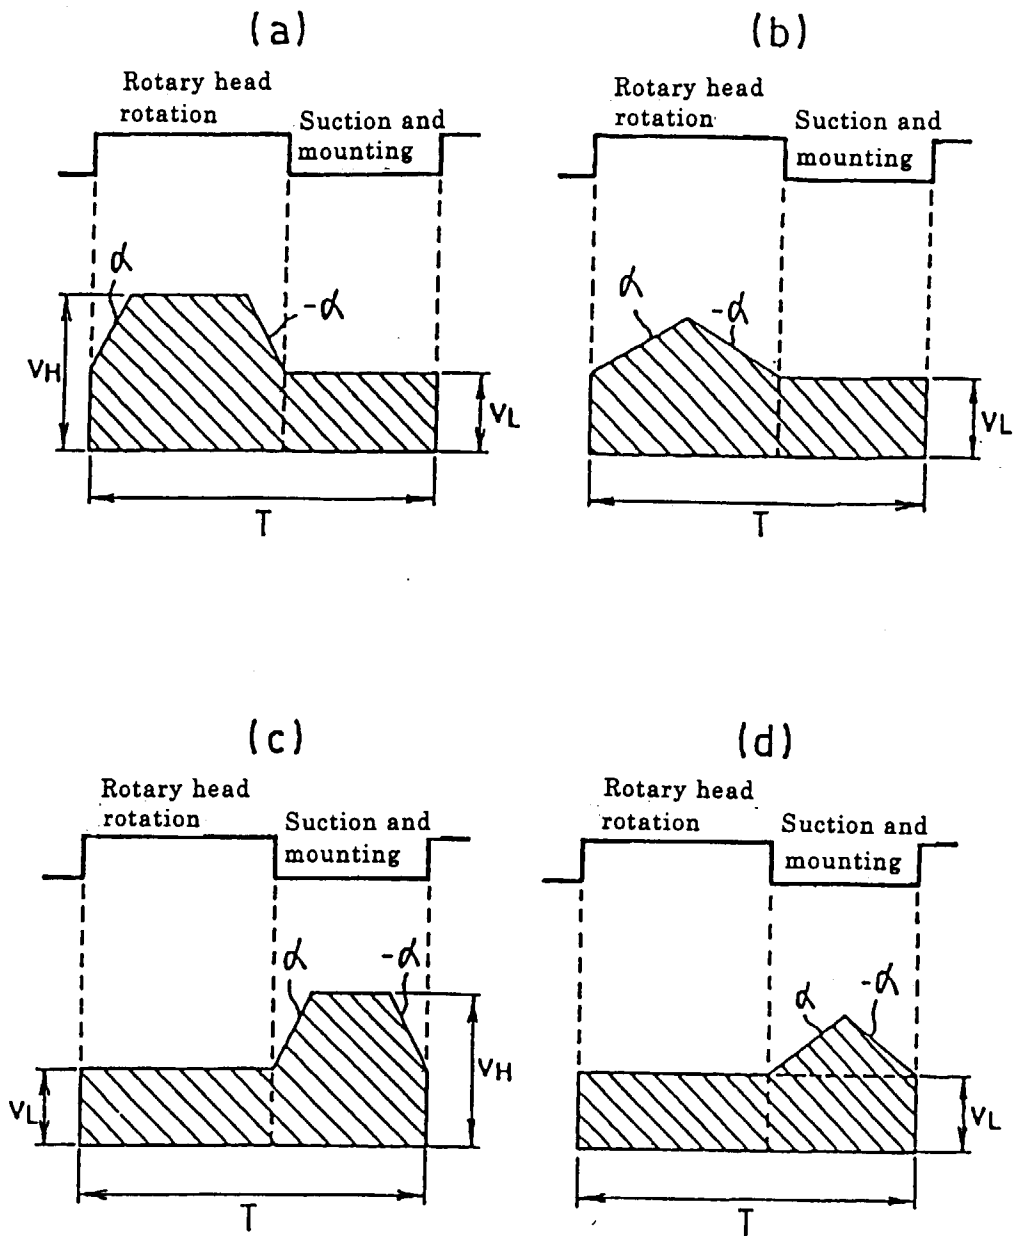 (a)
Rotary head
rotation
Suction and
mounting
α
-α
VH
VL
T
(b)
Rotary head
rotation
Suction and
mounting
α
-α
VL
T
(c)
Rotary head
rotation
Suction and
mounting
α
-α
VL
VH
T
(d)
Rotary head
rotation
Suction and
mounting
α
-α
VL
T